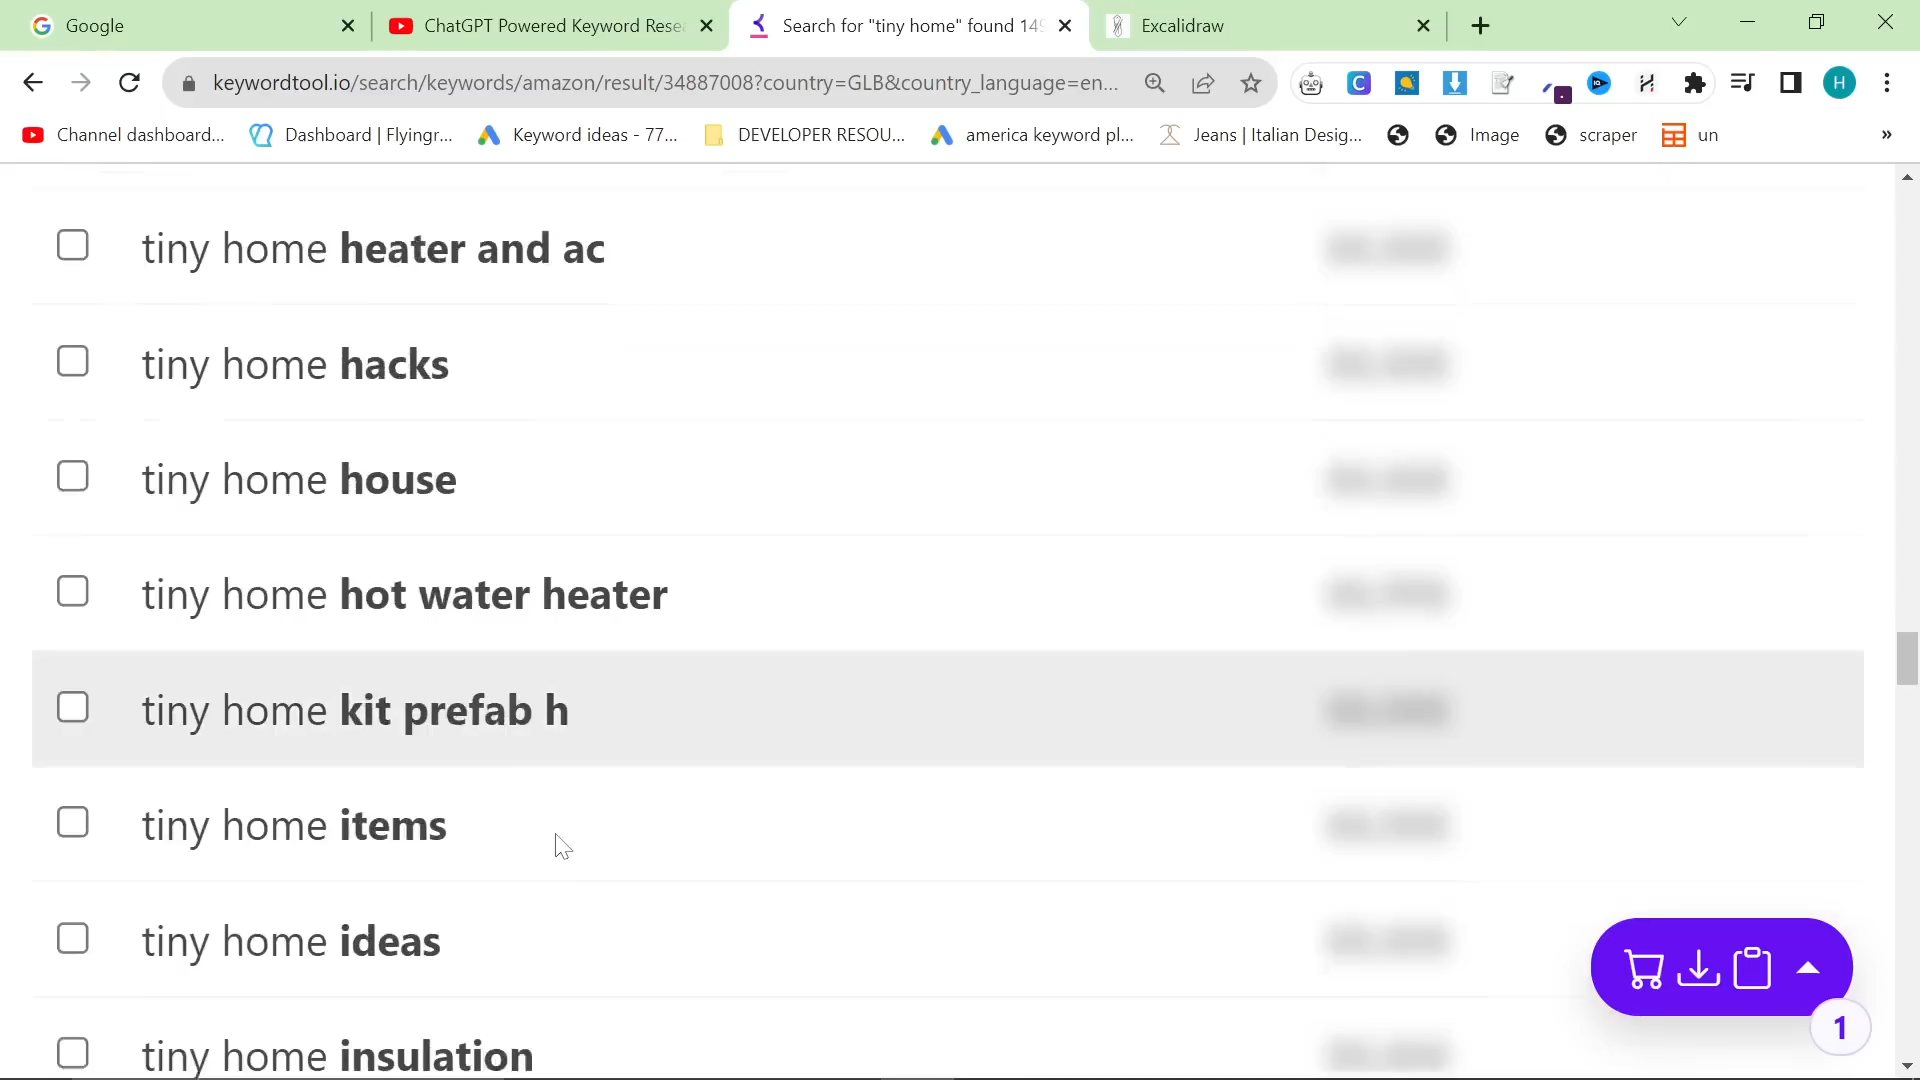 Google
ChatGPT Powered Keyword Rese
Search for "tiny home" found 149
Excalidraw
keywordtool.io/search/keywords/amazon/result/34887008?country=GLB&country_language=en...
H
Channel dashboard...
Dashboard | Flyingr...
Keyword ideas - 77...
DEVELOPER RESOU...
america keyword pl...
Jeans | Italian Desig...
Image
scraper
un
»
tiny home heater and ac
tiny home hacks
tiny home house
tiny home hot water heater
tiny home kit prefab h
tiny home items
tiny home ideas
tiny home insulation
1